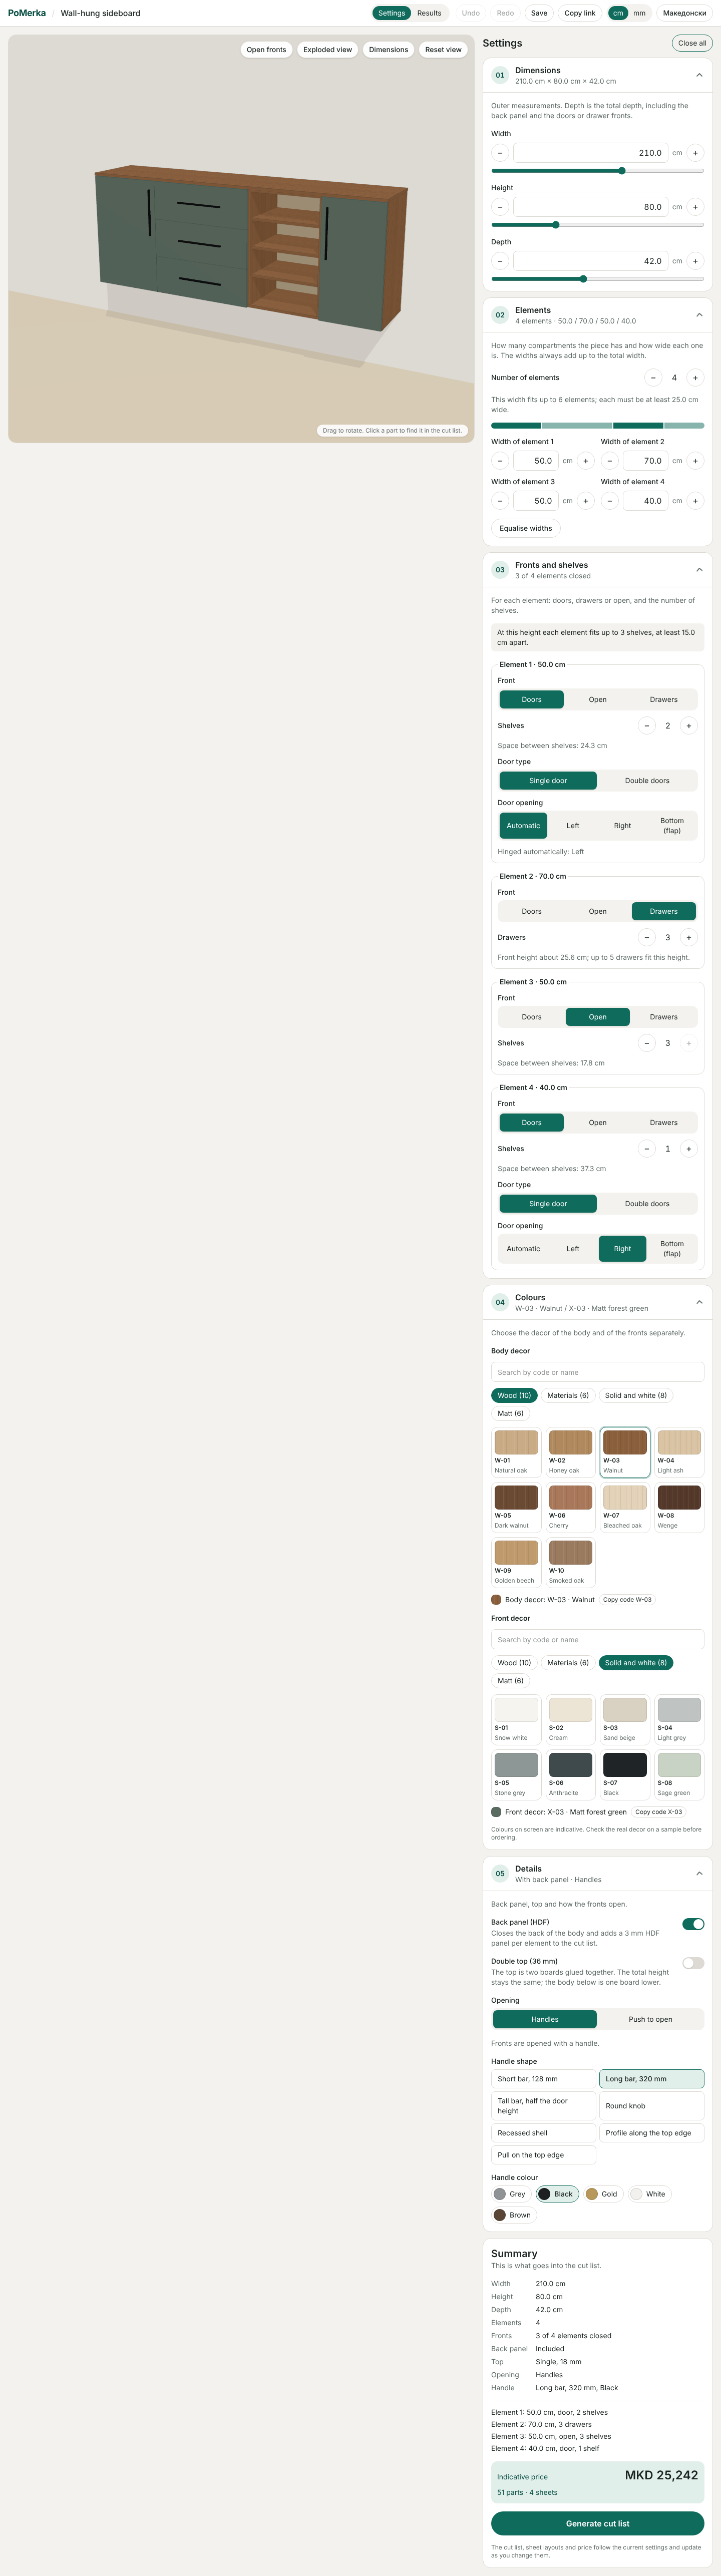 PoMerka / Wall-hung sideboard
Settings Results Undo Redo Save Copy link cm mm Македонски
Open fronts Exploded view Dimensions Reset view
Drag to rotate. Click a part to find it in the cut list.
Settings Close all
01 Dimensions
210.0 cm × 80.0 cm × 42.0 cm
Outer measurements. Depth is the total depth, including the
back panel and the doors or drawer fronts.
Width
− 210.0 cm +
Height
− 80.0 cm +
Depth
− 42.0 cm +
02 Elements
4 elements · 50.0 / 70.0 / 50.0 / 40.0
How many compartments the piece has and how wide each one
is. The widths always add up to the total width.
Number of elements − 4 +
This width fits up to 6 elements; each must be at least 25.0 cm
wide.
Width of element 1 Width of element 2
− 50.0 cm + − 70.0 cm +
Width of element 3 Width of element 4
− 50.0 cm + − 40.0 cm +
Equalise widths
03 Fronts and shelves
3 of 4 elements closed
For each element: doors, drawers or open, and the number of
shelves.
At this height each element fits up to 3 shelves, at least 15.0
cm apart.
Element 1 · 50.0 cm
Front
Doors Open Drawers
Shelves − 2 +
Space between shelves: 24.3 cm
Door type
Single door Double doors
Door opening
Automatic Left Right Bottom
(flap)
Hinged automatically: Left
Element 2 · 70.0 cm
Front
Doors Open Drawers
Drawers − 3 +
Front height about 25.6 cm; up to 5 drawers fit this height.
Element 3 · 50.0 cm
Front
Doors Open Drawers
Shelves − 3 +
Space between shelves: 17.8 cm
Element 4 · 40.0 cm
Front
Doors Open Drawers
Shelves − 1 +
Space between shelves: 37.3 cm
Door type
Single door Double doors
Door opening
Automatic Left Right Bottom
(flap)
04 Colours
W-03 · Walnut / X-03 · Matt forest green
Choose the decor of the body and of the fronts separately.
Body decor
Search by code or name
Wood (10) Materials (6) Solid and white (8)
Matt (6)
W-01 W-02 W-03 W-04
Natural oak Honey oak Walnut Light ash
W-05 W-06 W-07 W-08
Dark walnut Cherry Bleached oak Wenge
W-09 W-10
Golden beech Smoked oak
Body decor: W-03 · Walnut Copy code W-03
Front decor
Search by code or name
Wood (10) Materials (6) Solid and white (8)
Matt (6)
S-01 S-02 S-03 S-04
Snow white Cream Sand beige Light grey
S-05 S-06 S-07 S-08
Stone grey Anthracite Black Sage green
Front decor: X-03 · Matt forest green Copy code X-03
Colours on screen are indicative. Check the real decor on a sample before
ordering.
05 Details
With back panel · Handles
Back panel, top and how the fronts open.
Back panel (HDF)
Closes the back of the body and adds a 3 mm HDF
panel per element to the cut list.
Double top (36 mm)
The top is two boards glued together. The total height
stays the same; the body below is one board lower.
Opening
Handles Push to open
Fronts are opened with a handle.
Handle shape
Short bar, 128 mm Long bar, 320 mm
Tall bar, half the door
height Round knob
Recessed shell Profile along the top edge
Pull on the top edge
Handle colour
Grey Black Gold White
Brown
Summary
This is what goes into the cut list.
Width 210.0 cm
Height 80.0 cm
Depth 42.0 cm
Elements 4
Fronts 3 of 4 elements closed
Back panel Included
Top Single, 18 mm
Opening Handles
Handle Long bar, 320 mm, Black
Element 1: 50.0 cm, door, 2 shelves
Element 2: 70.0 cm, 3 drawers
Element 3: 50.0 cm, open, 3 shelves
Element 4: 40.0 cm, door, 1 shelf
Indicative price MKD 25,242
51 parts · 4 sheets
Generate cut list
The cut list, sheet layouts and price follow the current settings and update
as you change them.